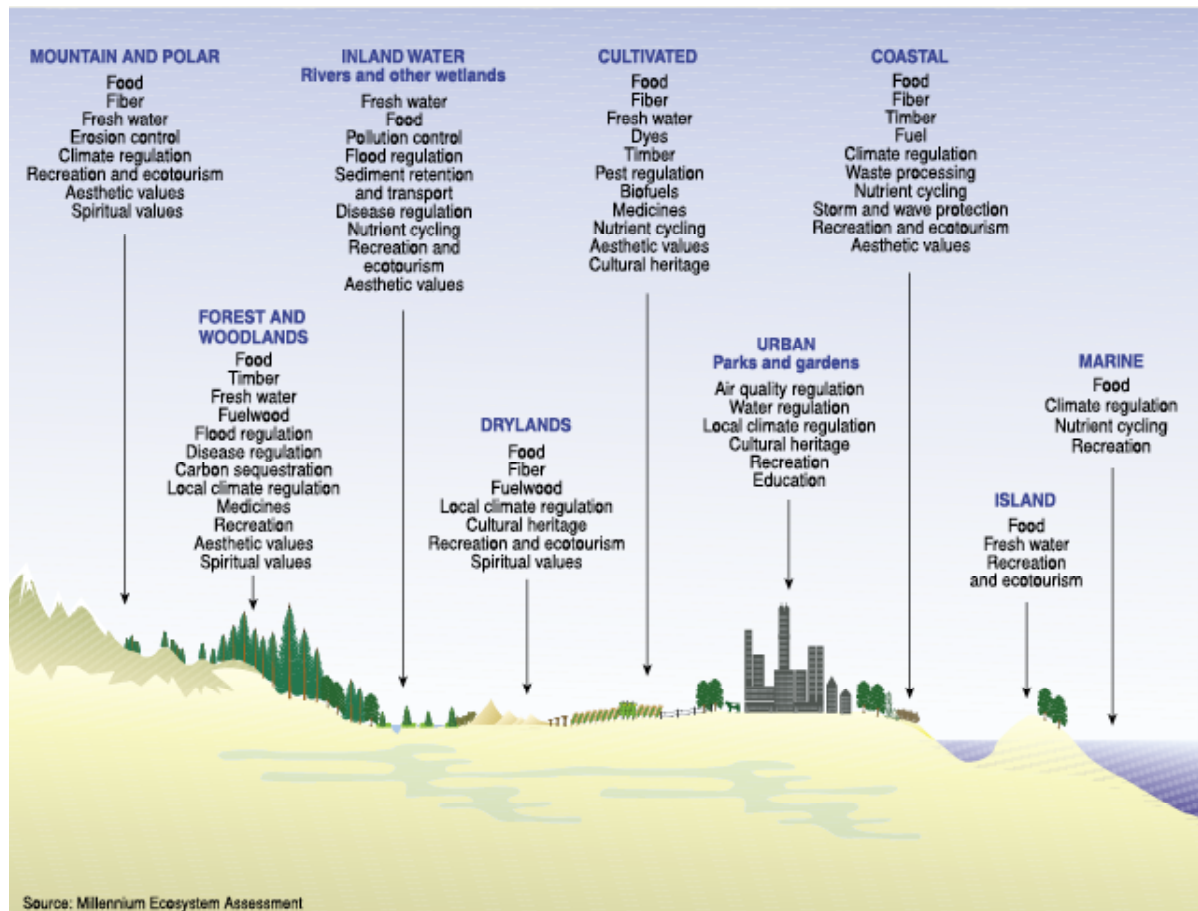 MOUNTAIN AND POLAR
Food
Fiber
Fresh water
Erosion control
Climate regulation
Recreation and ecotourism
Aesthetic values
Spiritual values
INLAND WATER
Rivers and other wetlands
Fresh water
Food
Pollution control
Flood regulation
Sediment retention
and transport
Disease regulation
Nutrient cycling
Recreation and
ecotourism
Aesthetic values
CULTIVATED
Food
Fiber
Fresh water
Dyes
Timber
Pest regulation
Biofuels
Medicines
Nutrient cycling
Aesthetic values
Cultural heritage
COASTAL
Food
Fiber
Timber
Fuel
Climate regulation
Waste processing
Nutrient cycling
Storm and wave protection
Recreation and ecotourism
Aesthetic values
FOREST AND
WOODLANDS
Food
Timber
Fresh water
Fuelwood
Flood regulation
Disease regulation
Carbon sequestration
Local climate regulation
Medicines
Recreation
Aesthetic values
Spiritual values
DRYLANDS
Food
Fiber
Fuelwood
Local climate regulation
Cultural heritage
Recreation and ecotourism
Spiritual values
URBAN
Parks and gardens
Air quality regulation
Water regulation
Local climate regulation
Cultural heritage
Recreation
Education
MARINE
Food
Climate regulation
Nutrient cycling
Recreation
ISLAND
Food
Fresh water
Recreation
and ecotourism
Source: Millennium Ecosystem Assessment